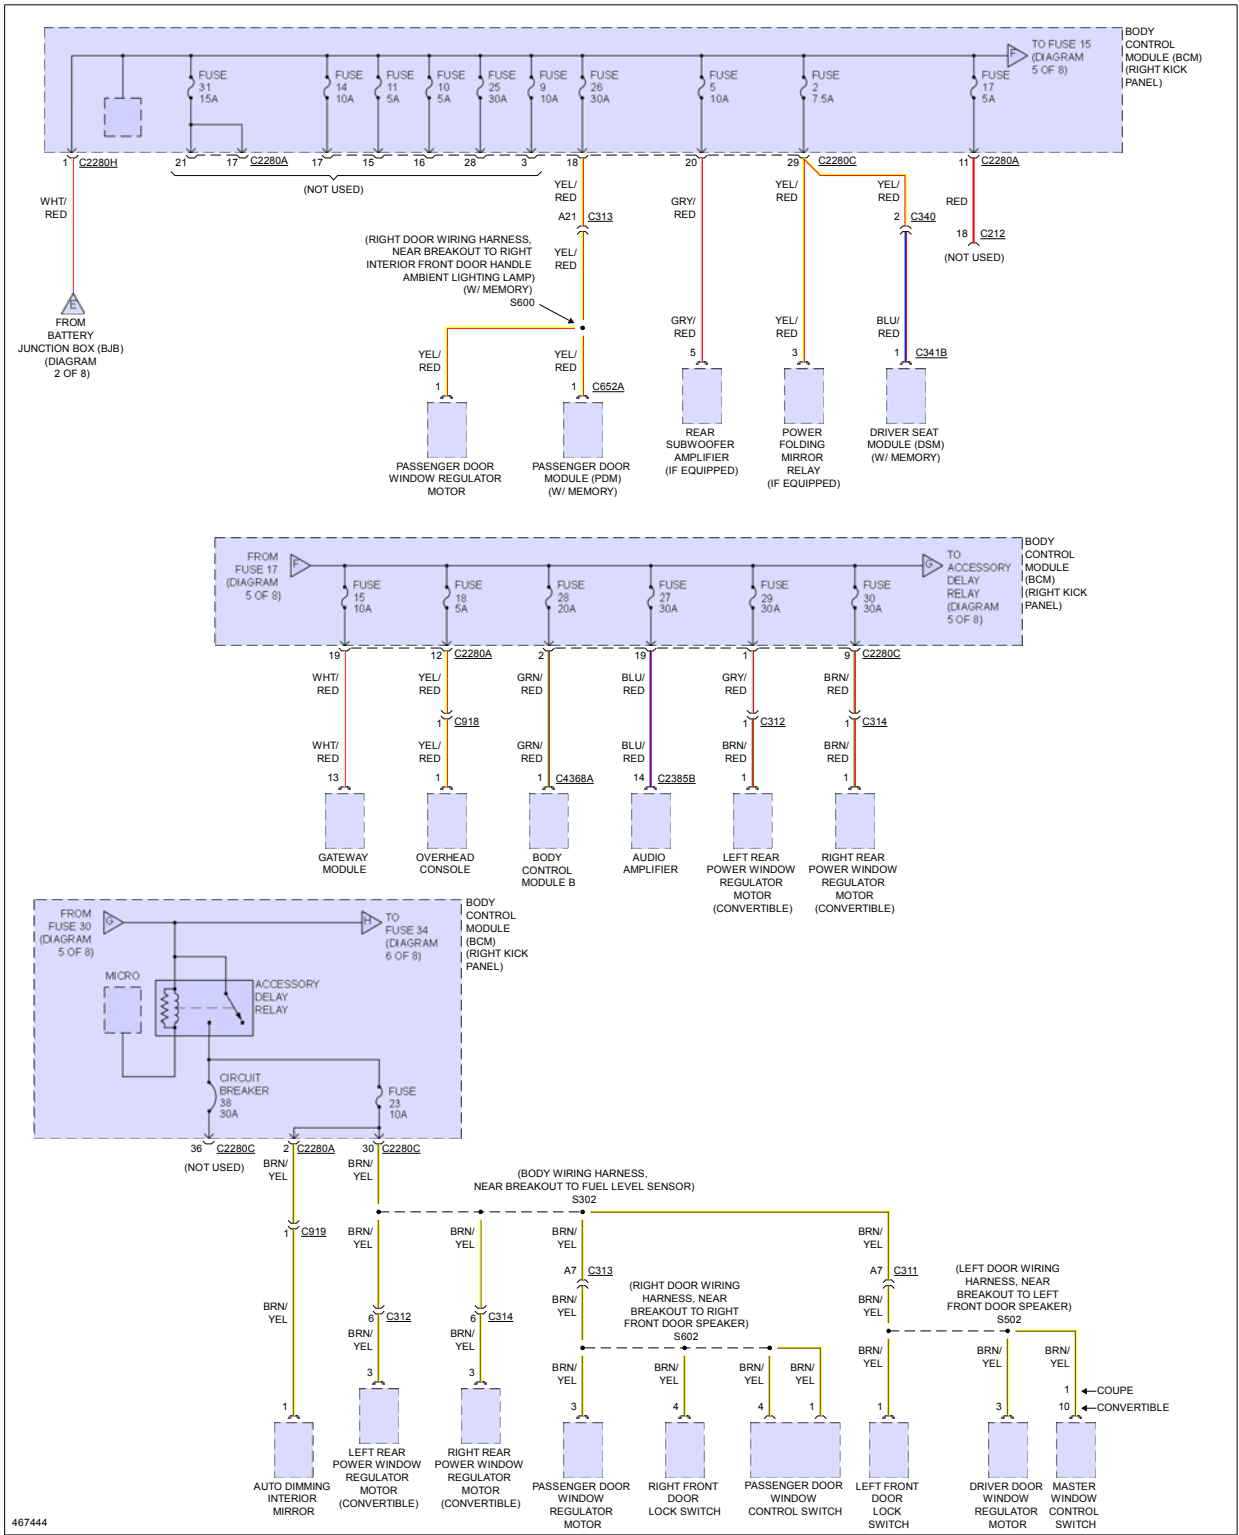 BODY
CONTROL
MODULE (BCM)
(RIGHT KICK
PANEL)
F
TO FUSE 15
(DIAGRAM
5 OF 8)
FUSE
31
15A
FUSE
14
10A
FUSE
11
5A
FUSE
10
5A
FUSE
25
30A
FUSE
9
10A
FUSE
26
30A
FUSE
5
10A
FUSE
2
7.5A
FUSE
17
5A
1 C2280H
21
17 C2280A
17
15
16
28
3
18
20
29 C2280C
11 C2280A
(NOT USED)
WHT/
RED
YEL/
RED
GRY/
RED
YEL/
RED
YEL/
RED
RED
A21 C313
2 C340
18 C212
(NOT USED)
(RIGHT DOOR WIRING HARNESS,
NEAR BREAKOUT TO RIGHT
INTERIOR FRONT DOOR HANDLE
AMBIENT LIGHTING LAMP)
(W/ MEMORY)
S600
YEL/
RED
E
FROM
BATTERY
JUNCTION BOX (BJB)
(DIAGRAM
2 OF 8)
GRY/
RED
YEL/
RED
BLU/
RED
5
3
1 C341B
YEL/
RED
YEL/
RED
1
1 C652A
PASSENGER DOOR
WINDOW REGULATOR
MOTOR
PASSENGER DOOR
MODULE (PDM)
(W/ MEMORY)
REAR
SUBWOOFER
AMPLIFIER
(IF EQUIPPED)
POWER
FOLDING
MIRROR
RELAY
(IF EQUIPPED)
DRIVER SEAT
MODULE (DSM)
(W/ MEMORY)
BODY
CONTROL
MODULE
(BCM)
(RIGHT KICK
PANEL)
FROM
FUSE 17
(DIAGRAM
5 OF 8)
F
G
TO
ACCESSORY
DELAY
RELAY
(DIAGRAM
5 OF 8)
FUSE
15
10A
FUSE
18
5A
FUSE
28
20A
FUSE
27
30A
FUSE
29
30A
FUSE
30
30A
19
12 C2280A
2
19
1
9 C2280C
WHT/
RED
YEL/
RED
GRN/
RED
BLU/
RED
GRY/
RED
BRN/
RED
1 C918
1 C312
1 C314
WHT/
RED
YEL/
RED
GRN/
RED
BLU/
RED
BRN/
RED
BRN/
RED
13
1
1 C4368A
14 C2385B
1
1
GATEWAY
MODULE
OVERHEAD
CONSOLE
BODY
CONTROL
MODULE B
AUDIO
AMPLIFIER
LEFT REAR
POWER WINDOW
REGULATOR
MOTOR
(CONVERTIBLE)
RIGHT REAR
POWER WINDOW
REGULATOR
MOTOR
(CONVERTIBLE)
BODY
CONTROL
MODULE
(BCM)
(RIGHT KICK
PANEL)
FROM
FUSE 30
(DIAGRAM
5 OF 8)
G
H
TO
FUSE 34
(DIAGRAM
6 OF 8)
MICRO
ACCESSORY
DELAY
RELAY
CIRCUIT
BREAKER
38
30A
FUSE
23
10A
36 C2280C
(NOT USED)
2 C2280A
30 C2280C
BRN/
YEL
BRN/
YEL
(BODY WIRING HARNESS,
NEAR BREAKOUT TO FUEL LEVEL SENSOR)
S302
1 C919
BRN/
YEL
BRN/
YEL
BRN/
YEL
BRN/
YEL
A7 C313
A7 C311
(RIGHT DOOR WIRING
HARNESS, NEAR
BREAKOUT TO RIGHT
FRONT DOOR SPEAKER)
S602
(LEFT DOOR WIRING
HARNESS, NEAR
BREAKOUT TO LEFT
FRONT DOOR SPEAKER)
S502
BRN/
YEL
6 C312
6 C314
BRN/
YEL
BRN/
YEL
BRN/
YEL
BRN/
YEL
3
3
BRN/
YEL
BRN/
YEL
BRN/
YEL
BRN/
YEL
BRN/
YEL
BRN/
YEL
BRN/
YEL
1 COUPE
10 CONVERTIBLE
1
3
4
4
1
1
3
AUTO DIMMING
INTERIOR
MIRROR
LEFT REAR
POWER WINDOW
REGULATOR
MOTOR
(CONVERTIBLE)
RIGHT REAR
POWER WINDOW
REGULATOR
MOTOR
(CONVERTIBLE)
PASSENGER DOOR
WINDOW
REGULATOR
MOTOR
RIGHT FRONT
DOOR
LOCK SWITCH
PASSENGER DOOR
WINDOW
CONTROL SWITCH
LEFT FRONT
DOOR
LOCK
SWITCH
DRIVER DOOR
WINDOW
REGULATOR
MOTOR
MASTER
WINDOW
CONTROL
SWITCH
467444